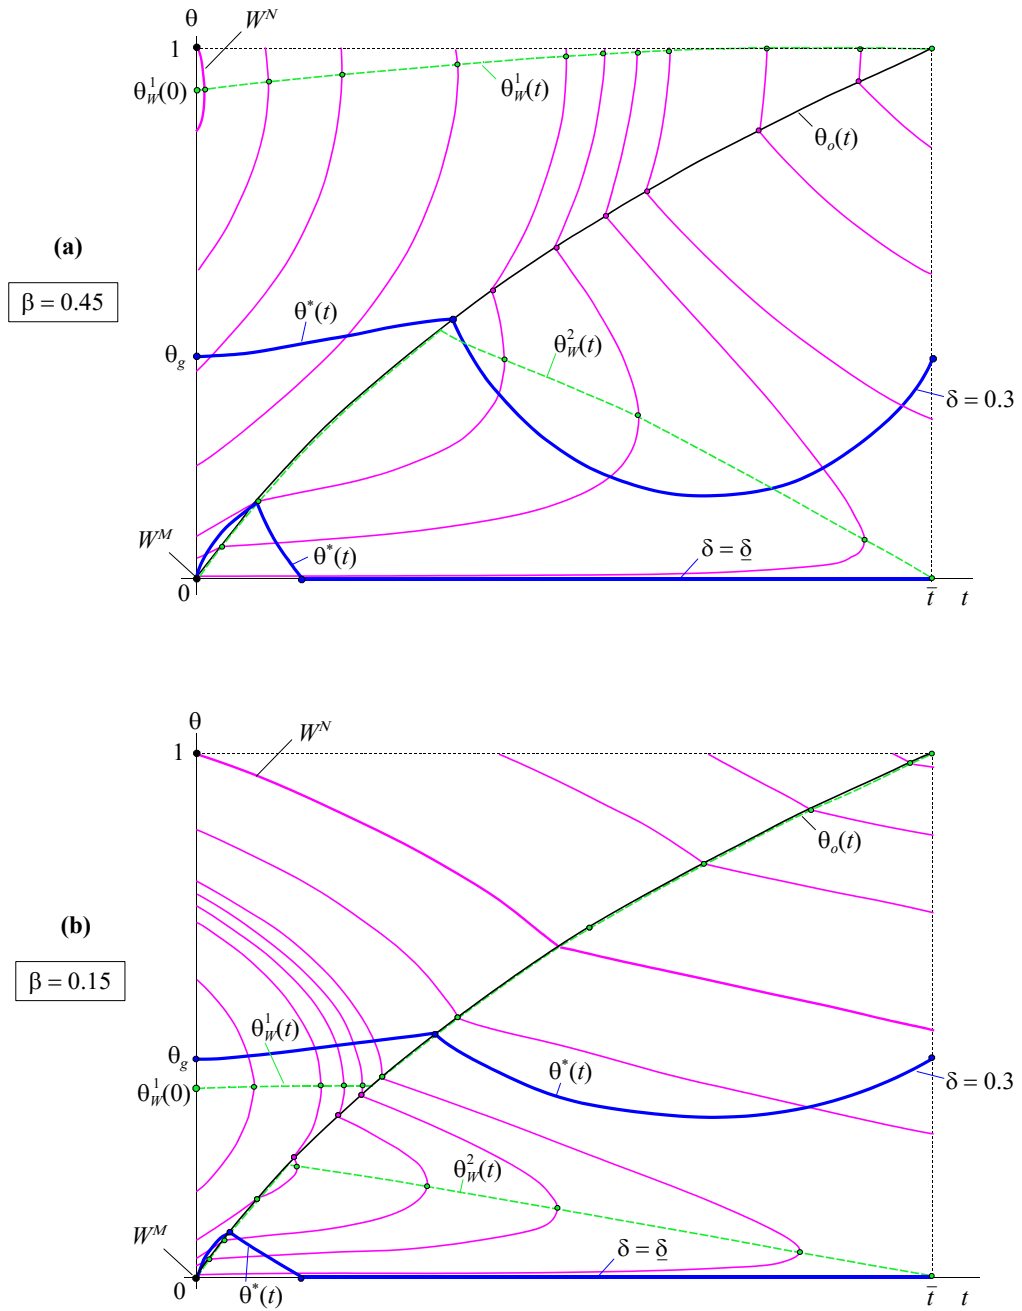 θ
W^N
1
θ_W^1(0)
θ_W^1(t)
θ_o(t)
(a)
β = 0.45
θ*(t)
θ_g
θ_W^2(t)
δ = 0.3
W^M
θ*(t)
δ = δ̲
0
t̅
t
θ
W^N
1
θ_o(t)
(b)
β = 0.15
θ_W^1(t)
θ_g
θ*(t)
θ_W^1(0)
δ = 0.3
θ_W^2(t)
W^M
δ = δ̲
0
θ*(t)
t̅
t